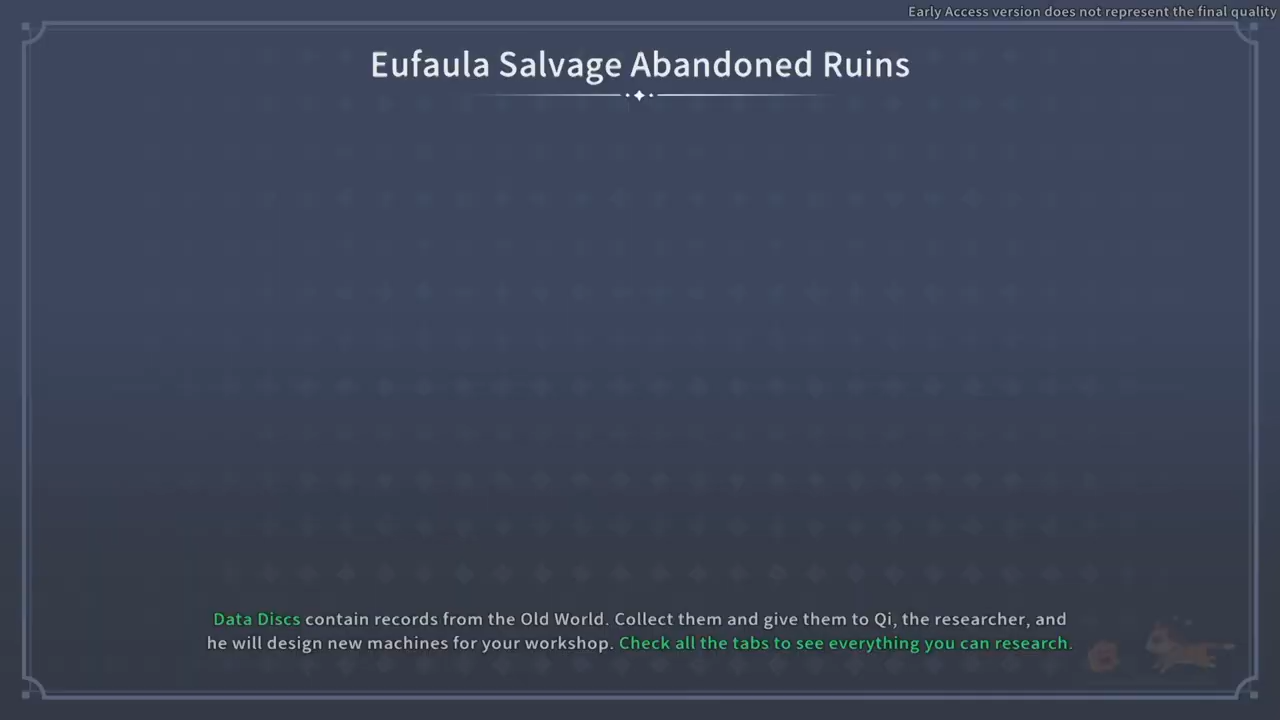 Early Access version does not represent the final quality
Eufaula Salvage Abandoned Ruins
Data Discs contain records from the Old World. Collect them and give them to Qi, the researcher, and
he will design new machines for your workshop. Check all the tabs to see everything you can research.